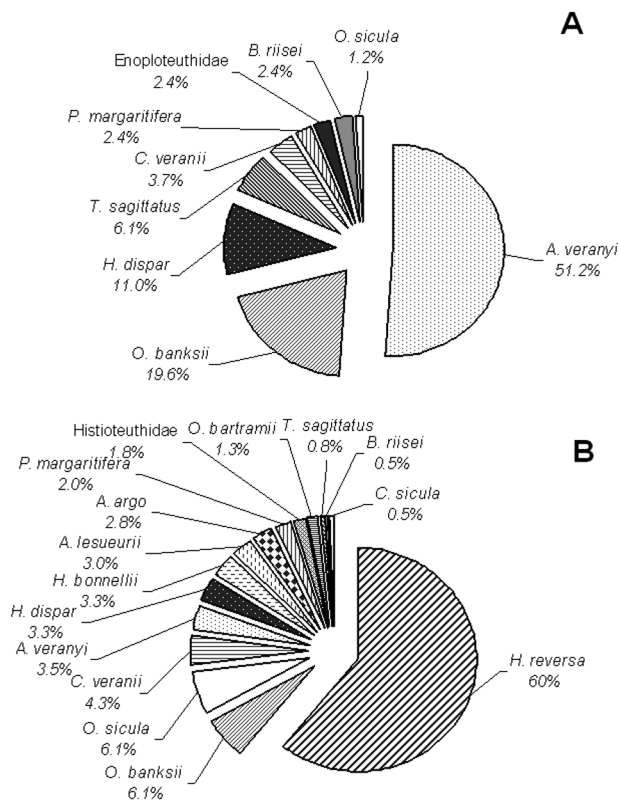 A
O. sicula
1.2%
B. riisei
2.4%
Enoploteuthidae
2.4%
P. margaritifera
2.4%
C. veranii
3.7%
T. sagittatus
6.1%
H. dispar
11.0%
O. banksii
19.6%
A. veranyi
51.2%
B
Histioteuthidae
1.8%
O. bartramii
1.3%
T. sagittatus
0.8%
B. riisei
0.5%
C. sicula
0.5%
P. margaritifera
2.0%
A. argo
2.8%
A. lesueurii
3.0%
H. bonnellii
3.3%
H. dispar
3.3%
A. veranyi
3.5%
C. veranii
4.3%
O. sicula
6.1%
O. banksii
6.1%
H. reversa
60%